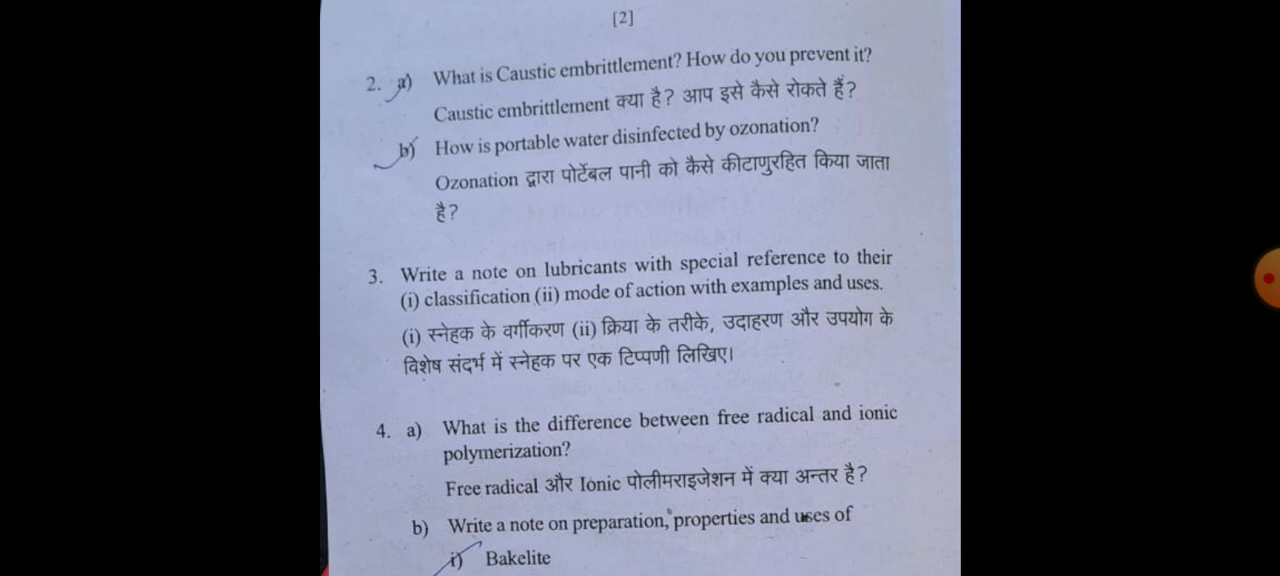 [2]
2. a) What is Caustic embrittlement? How do you prevent it?
Caustic embrittlement क्या है? आप इसे कैसे रोकते हैं?
b) How is portable water disinfected by ozonation?
Ozonation द्वारा पोर्टेबल पानी को कैसे कीटाणुरहित किया जाता
है?
3. Write a note on lubricants with special reference to their
(i) classification (ii) mode of action with examples and uses.
(i) स्नेहक के वर्गीकरण (ii) क्रिया के तरीके, उदाहरण और उपयोग के
विशेष संदर्भ में स्नेहक पर एक टिप्पणी लिखिए।
4. a) What is the difference between free radical and ionic
polymerization?
Free radical और Ionic पोलीमराइजेशन में क्या अन्तर है?
b) Write a note on preparation, properties and uses of
i) Bakelite